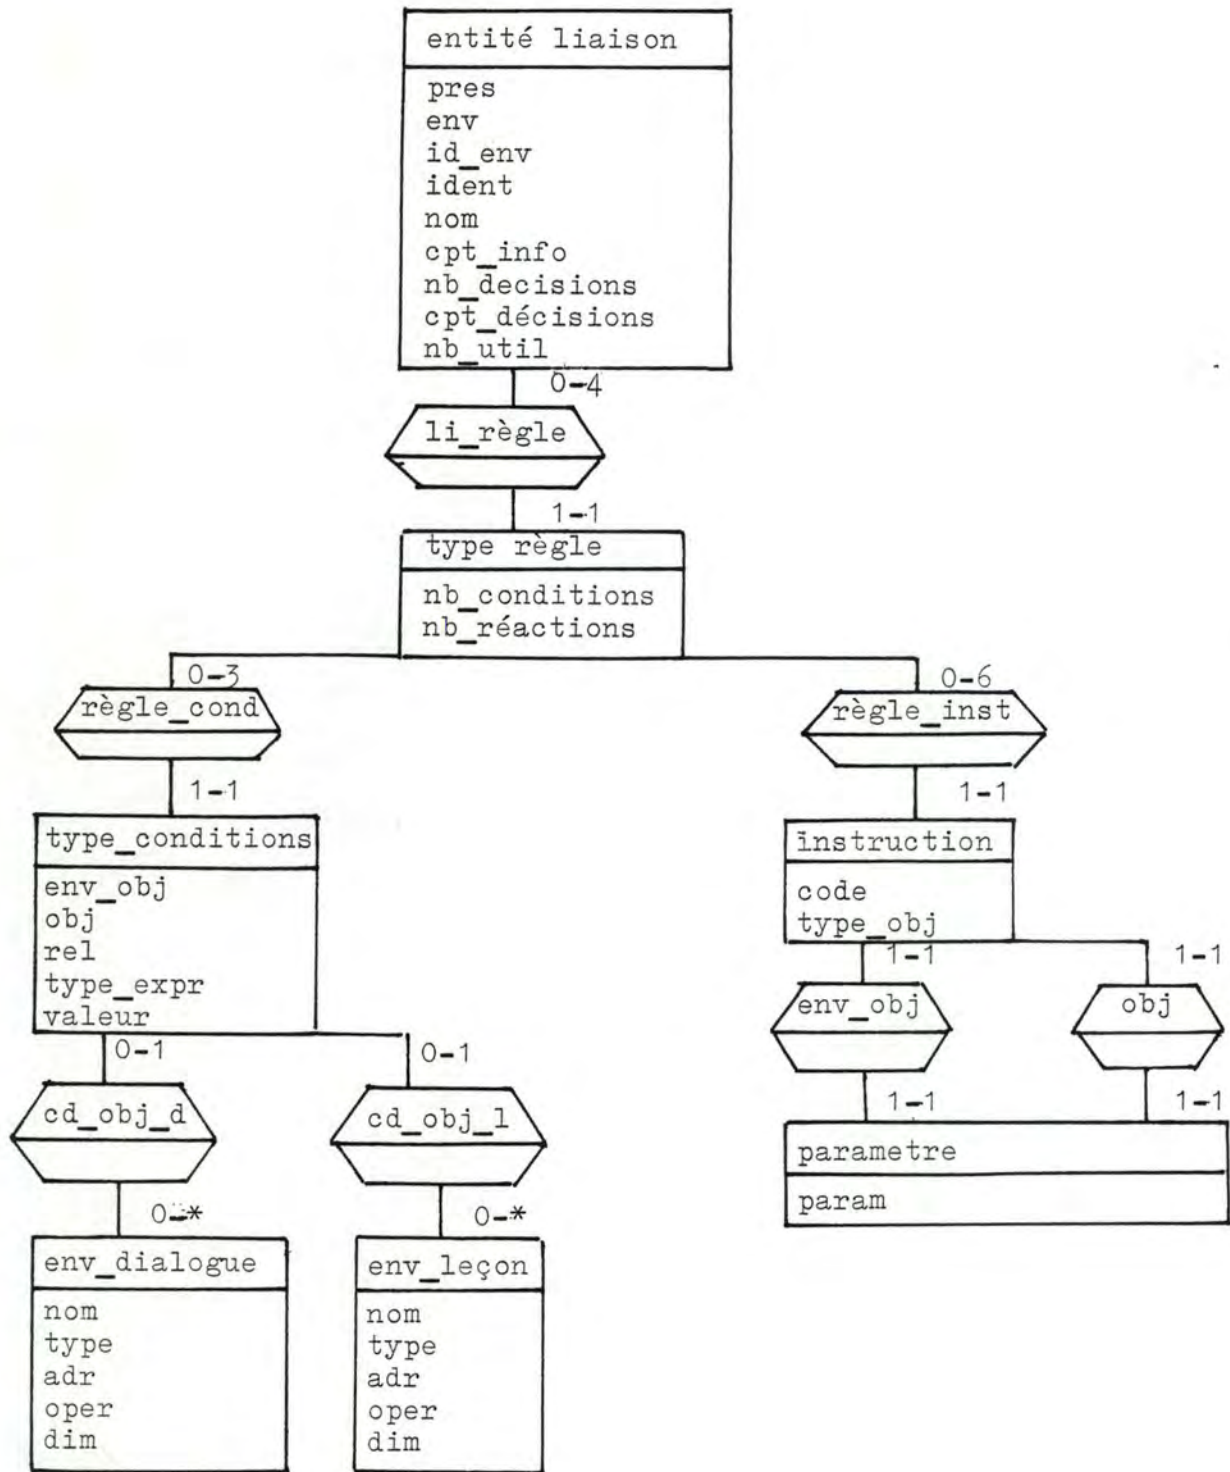 entité liaison
pres
env
id_env
ident
nom
cpt_info
nb_decisions
cpt_décisions
nb_util
0-4
li_règle
1-1
type règle
nb_conditions
nb_réactions
0-3
règle_cond
1-1
type_conditions
env_obj
obj
rel
type_expr
valeur
0-1
cd_obj_d
0-*
env_dialogue
nom
type
adr
oper
dim
0-1
cd_obj_l
0-*
env_leçon
nom
type
adr
oper
dim
0-6
règle_inst
1-1
instruction
code
type_obj
1-1
env_obj
1-1
1-1
obj
1-1
parametre
param